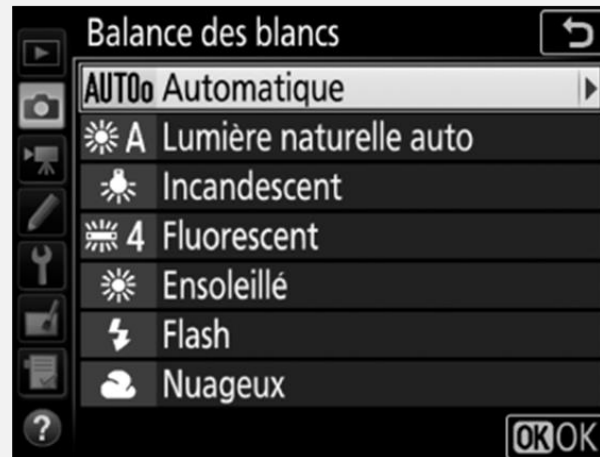 Balance des blancs
AUTO0 Automatique
A Lumière naturelle auto
Incandescent
4 Fluorescent
Ensoleillé
Flash
Nuageux
? OK OK